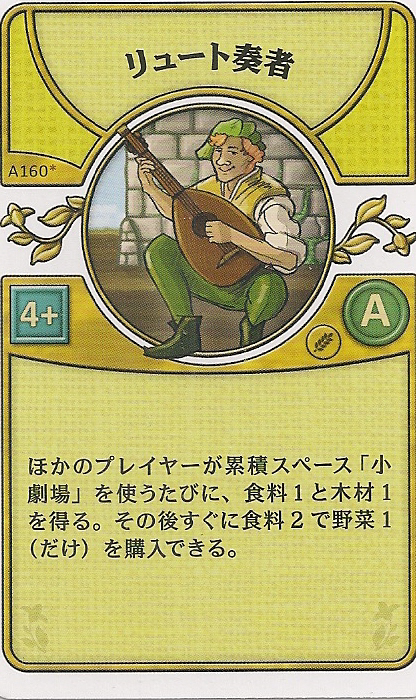 リュート奏者
A160*
4+
A
ほかのプレイヤーが累積スペース「小
劇場」を使うたびに、食料1と木材1
を得る。その後すぐに食料2で野菜1
(だけ)を購入できる。